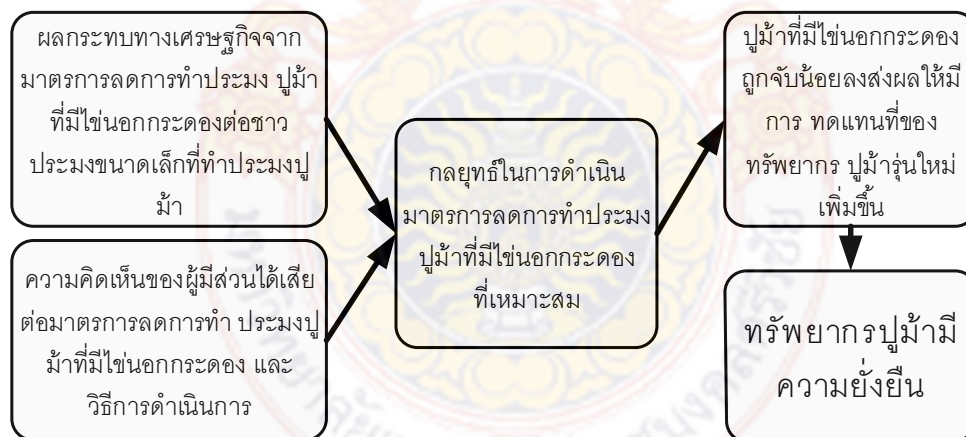 ผลกระทบทางเศรษฐกิจจาก
มาตรการลดการทำประมง ปูม้า
ที่มีไข่นอกกระดองต่อชาว
ประมงขนาดเล็กที่ทำประมงปู
ม้า
ความคิดเห็นของผู้มีส่วนได้เสีย
ต่อมาตรการลดการทำ ประมงปู
ม้าที่มีไข่นอกกระดอง และ
วิธีการดำเนินการ
กลยุทธ์ในการดำเนิน
มาตรการลดการทำประมง
ปูม้าที่มีไข่นอกกระดอง
ที่เหมาะสม
ปูม้าที่มีไข่นอกกระดอง
ถูกจับน้อยลงส่งผลให้มี
การ ทดแทนที่ของ
ทรัพยากร ปูม้ารุ่นใหม่
เพิ่มขึ้น
ทรัพยากรปูม้ามี
ความยั่งยืน